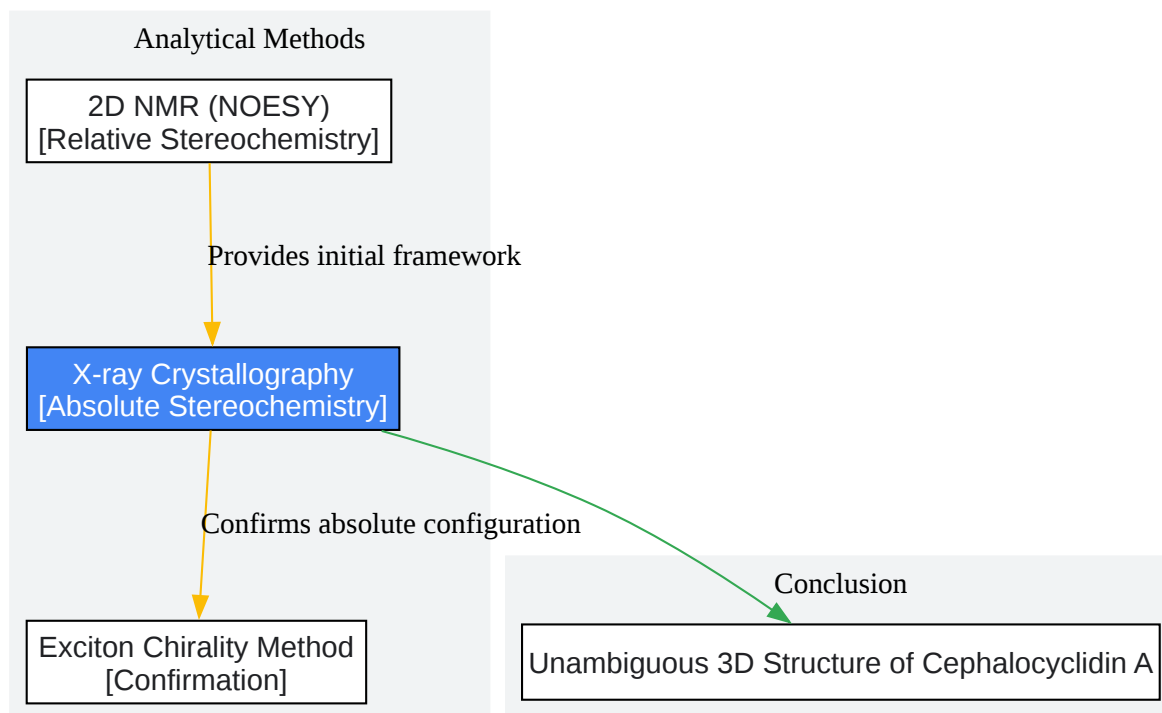 Analytical Methods
2D NMR (NOESY)
[Relative Stereochemistry]
Provides initial framework
X-ray Crystallography
[Absolute Stereochemistry]
Confirms absolute configuration
Exciton Chirality Method
[Confirmation]
Conclusion
Unambiguous 3D Structure of Cephalocyclidin A